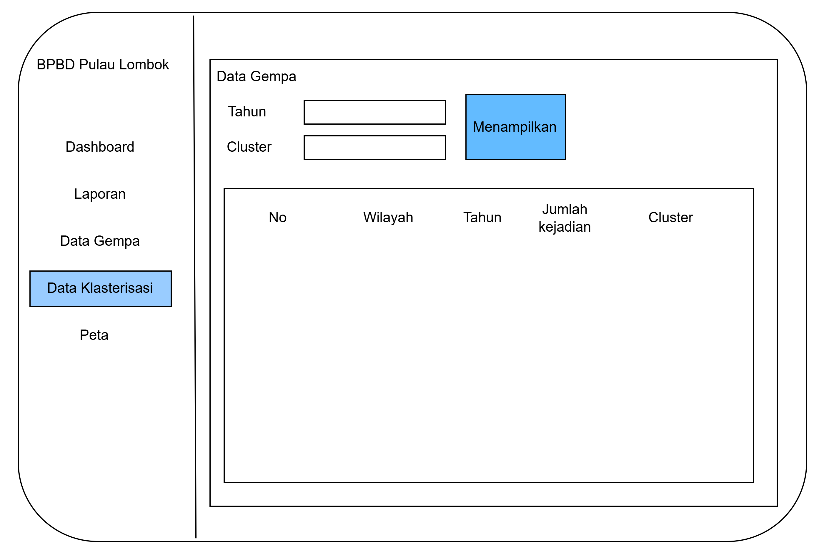 BPBD Pulau Lombok
Dashboard
Laporan
Data Gempa
Data Klasterisasi
Peta
Data Gempa
Tahun
Cluster
Menampilkan
No
Wilayah
Tahun
Jumlah
kejadian
Cluster